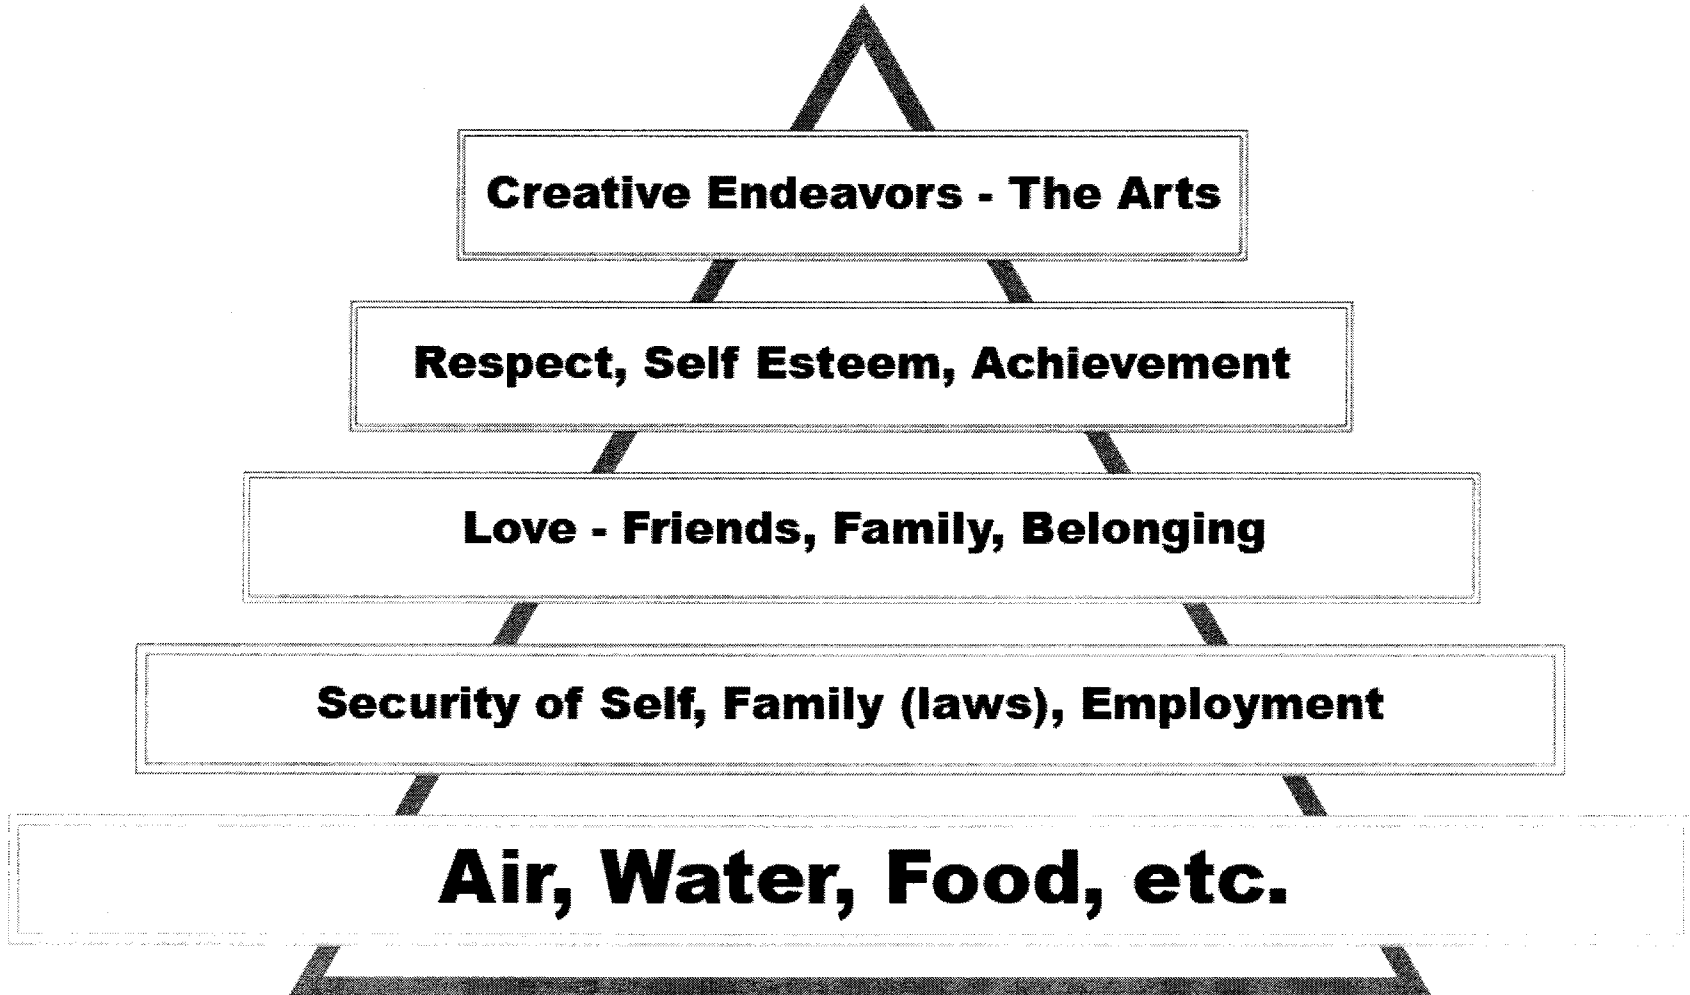 Creative Endeavors - The Arts
Respect, Self Esteem, Achievement
Love - Friends, Family, Belonging
Security of Self, Family (laws), Employment
Air, Water, Food, etc.